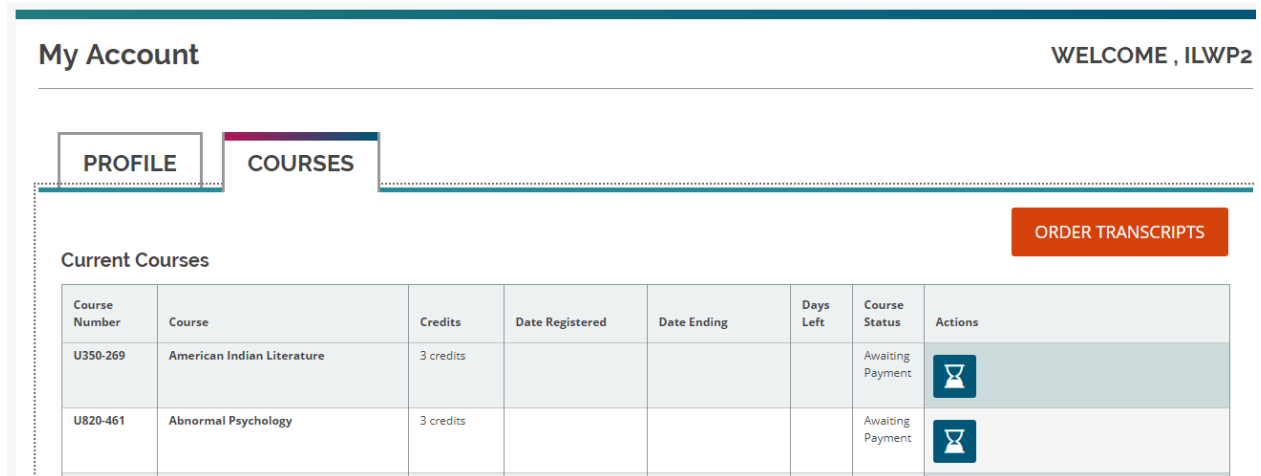 My Account
WELCOME , ILWP2
PROFILE
COURSES
ORDER TRANSCRIPTS
Current Courses
Course Number Course Credits Date Registered Date Ending Days Left Course Status Actions
U350-269 American Indian Literature 3 credits Awaiting Payment
U820-461 Abnormal Psychology 3 credits Awaiting Payment